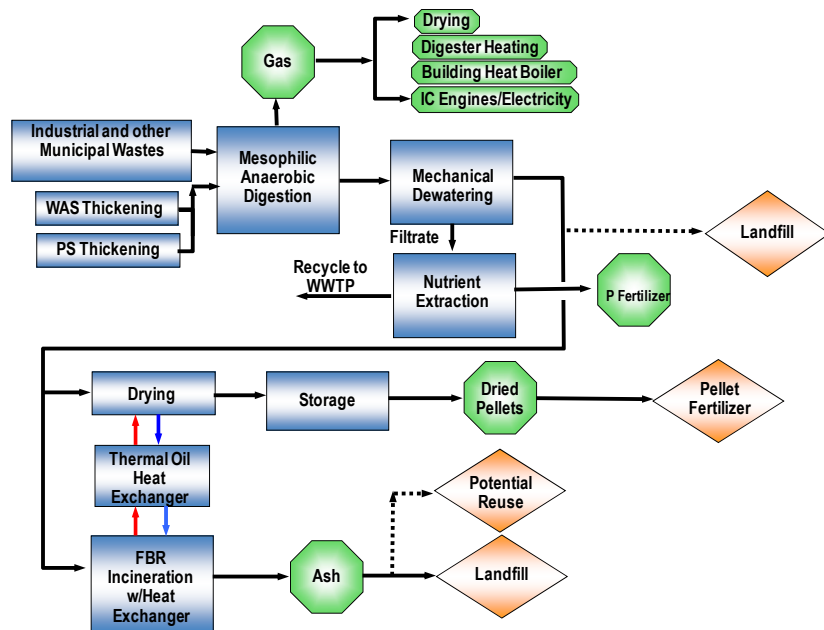 Drying
Digester Heating
Building Heat Boiler
IC Engines/Electricity
Gas
Industrial and other
Municipal Wastes
Mesophilic
Anaerobic
Digestion
Mechanical
Dewatering
WAS Thickening
PS Thickening
Landfill
Filtrate
Recycle to
WWTP
Nutrient
Extraction
P Fertilizer
Drying
Storage
Dried
Pellets
Pellet
Fertilizer
Thermal Oil
Heat
Exchanger
Potential
Reuse
FBR
Incineration
w/Heat
Exchanger
Ash
Landfill